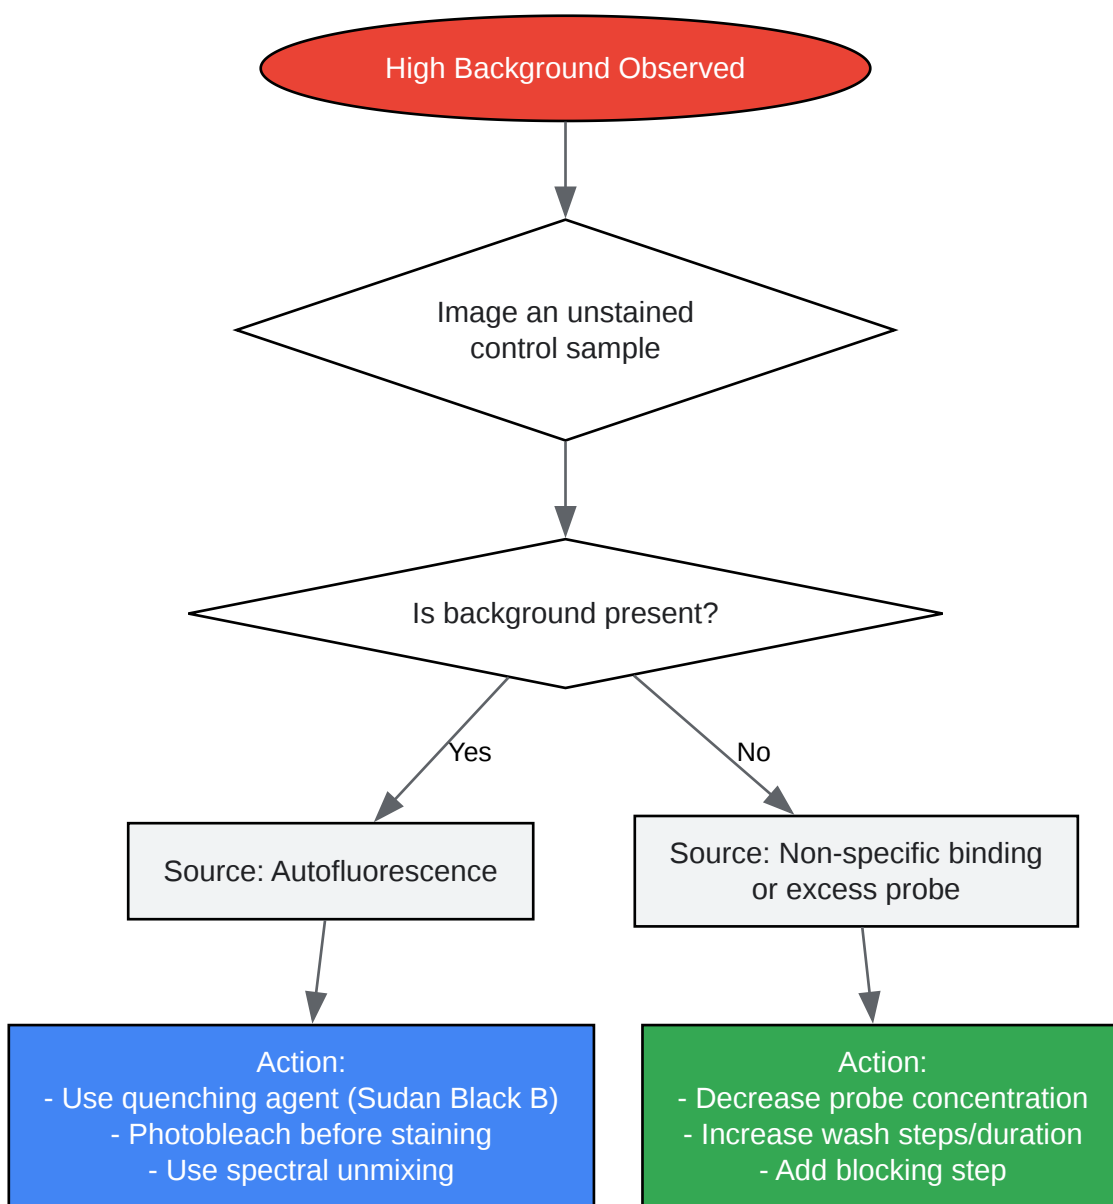 High Background Observed
Image an unstained
control sample
Is background present?
Yes
No
Source: Autofluorescence
Source: Non-specific binding
or excess probe
Action:
- Use quenching agent (Sudan Black B)
- Photobleach before staining
- Use spectral unmixing
Action:
- Decrease probe concentration
- Increase wash steps/duration
- Add blocking step